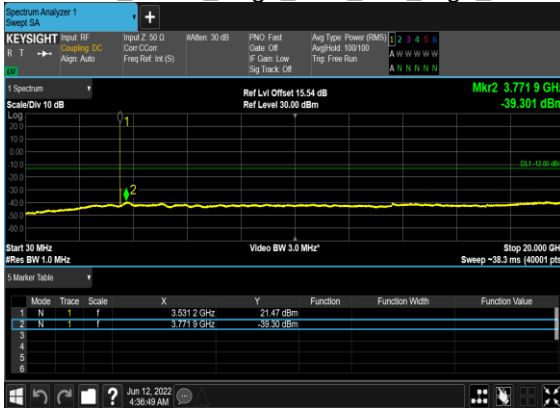 Spectrum Analyzer 1
Swept SA
+
KEYSIGHT
R T
LV
Input: RF
Coupling: DC
Align: Auto
Input Z: 50 Ω
Corr CCorr
Freq Ref: Int (S)
#Atten: 30 dB
PNO: Fast
Gate: Off
IF Gain: Low
Sig Track: Off
Avg Type: Power (RMS)
Avg|Hold: 100/100
Trig: Free Run
1 2 3 4 5 6
A W W W W W
A N N N N N
1 Spectrum
Scale/Div 10 dB
Ref Lvl Offset 15.54 dB
Ref Level 30.00 dBm
Mkr2 3.771 9 GHz
-39.301 dBm
Log
20.0
10.0
0.00
-10.0
-20.0
-30.0
-40.0
-50.0
-60.0
1
2
DL1 -13.00 dBm
Start 30 MHz
#Res BW 1.0 MHz
Video BW 3.0 MHz*
Stop 20.000 GH
Sweep ~38.3 ms (40001 pts
5 Marker Table
Mode Trace Scale X Y Function Function Width Function Value
1 N 1 f 3.531 2 GHz 21.47 dBm
2 N 1 f 3.771 9 GHz -39.30 dBm
3
4
5
6
?
Jun 12, 2022
4:36:49 AM